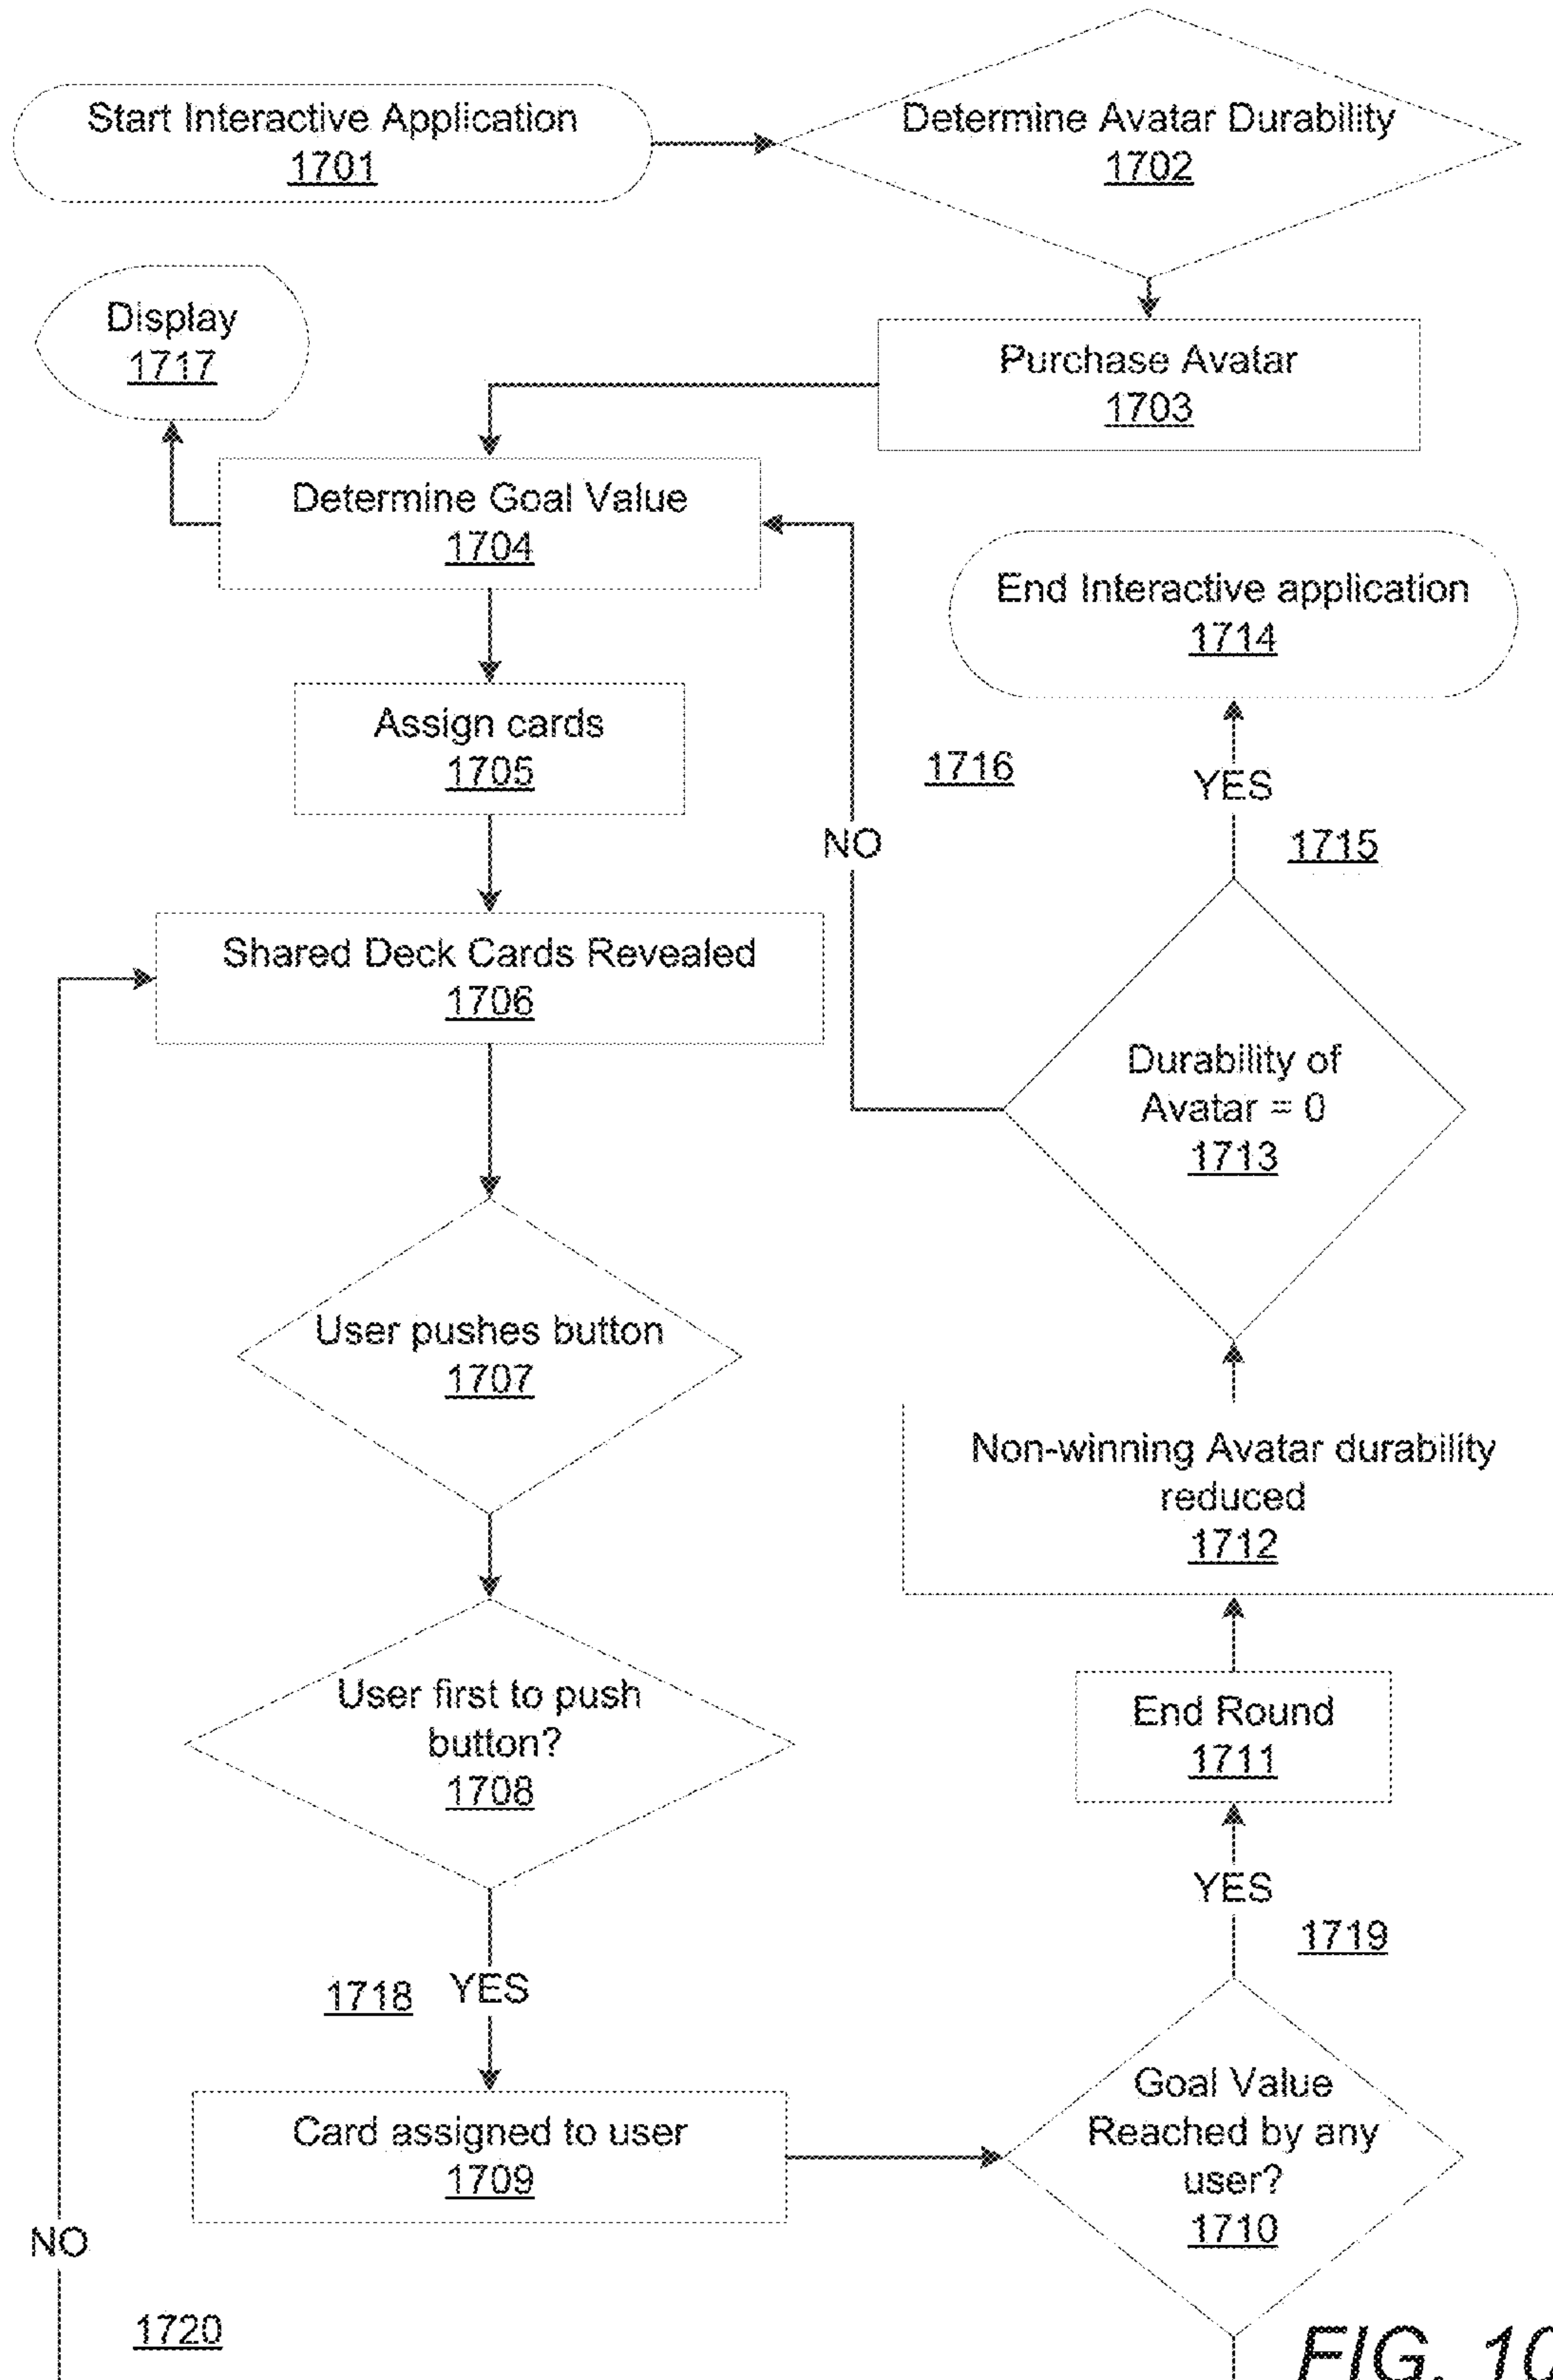 Start Interactive Application
1701
Determine Avatar Durability
1702
Display
1717
Purchase Avatar
1703
Determine Goal Value
1704
End Interactive application
1714
Assign cards
1705
1716
YES
NO
1715
Shared Deck Cards Revealed
1706
Durability of
Avatar = 0
1713
User pushes button
1707
Non-winning Avatar durability
reduced
1712
User first to push
button?
1708
End Round
1711
YES
1719
1718
YES
Goal Value
Reached by any
user?
1710
Card assigned to user
1709
NO
1720
FIG. 10